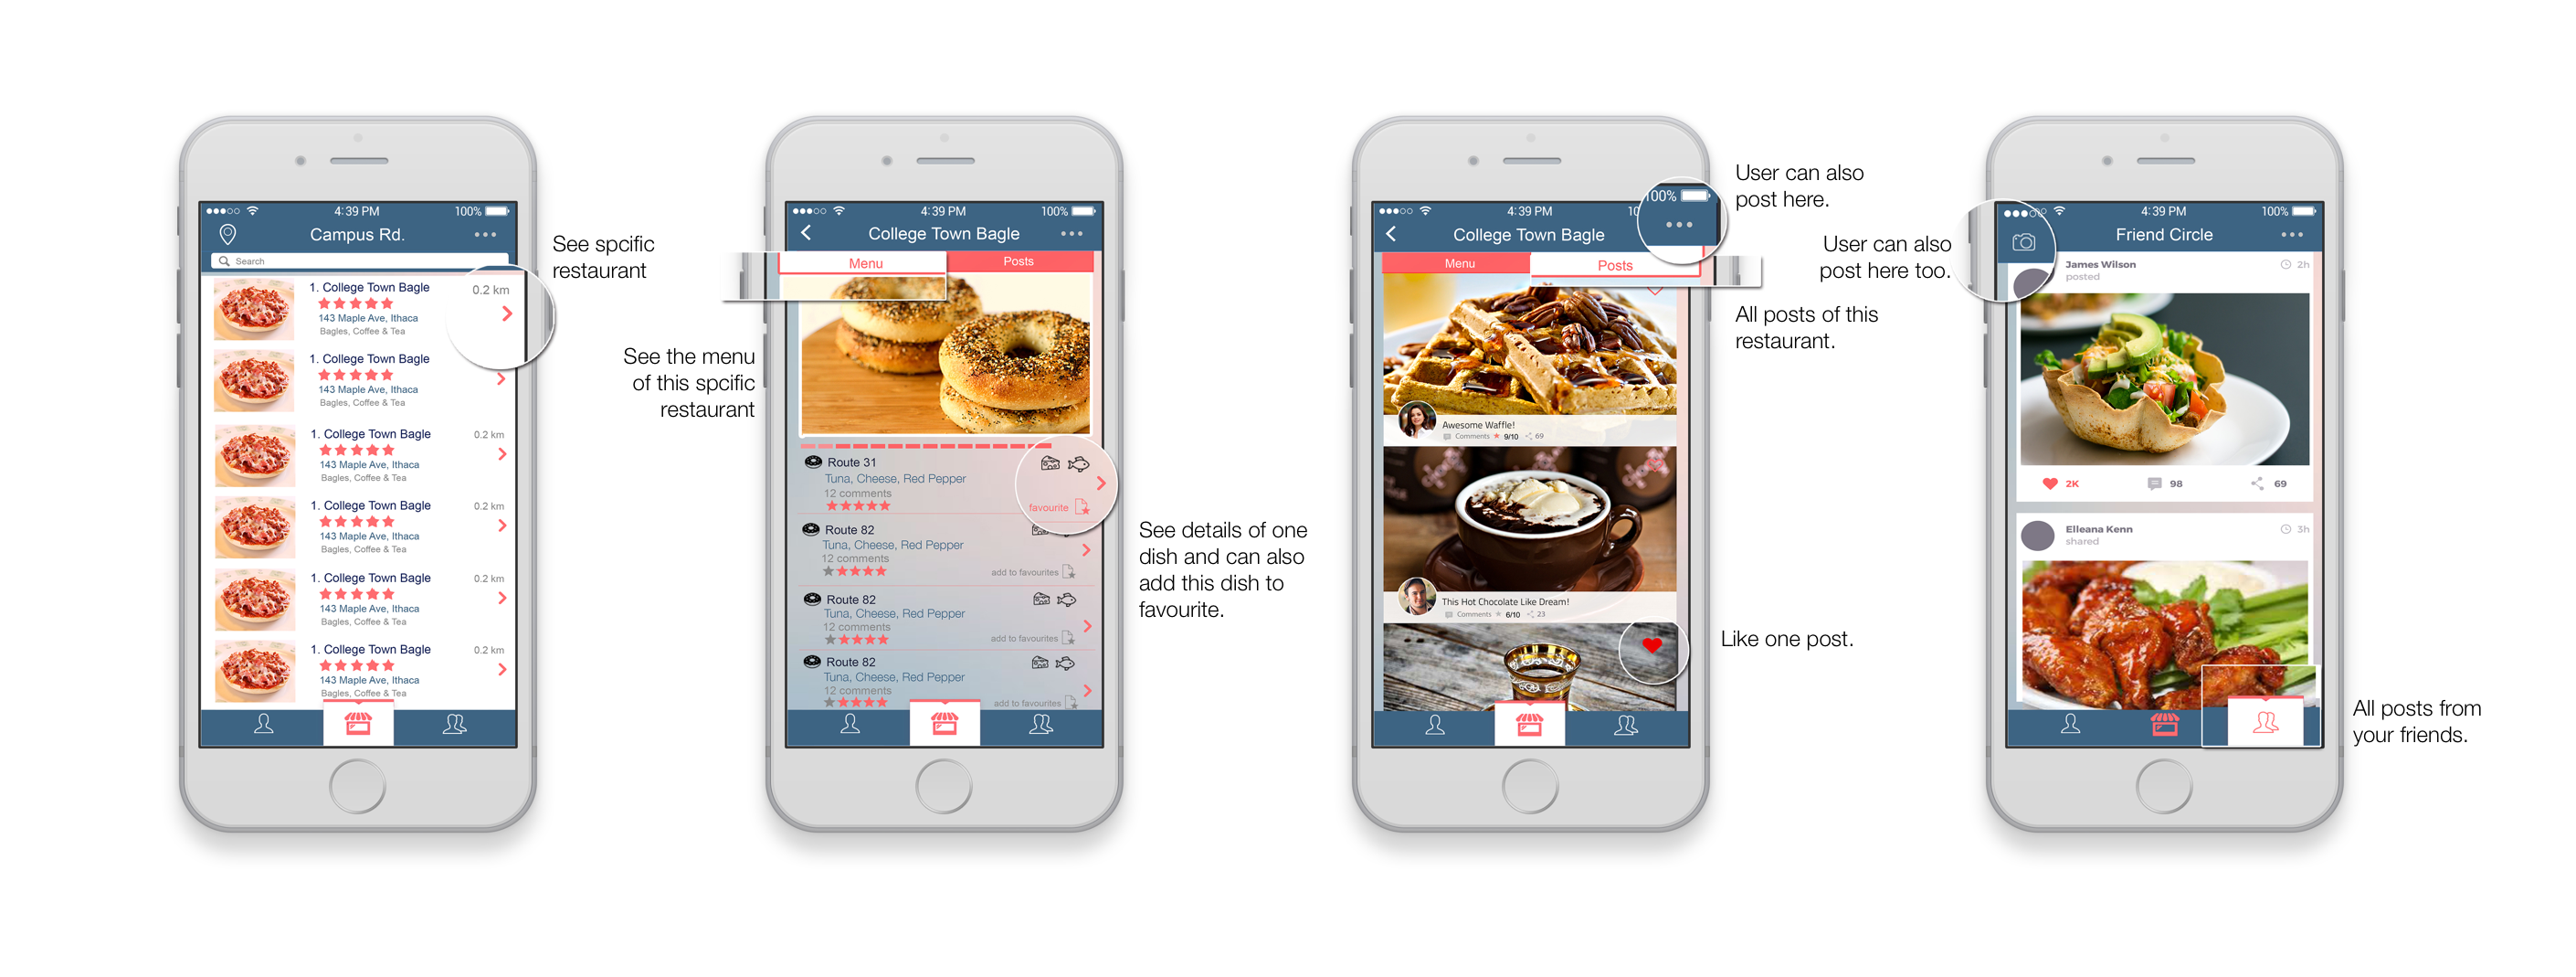 4:39 PM
100%
Campus Rd.
Search
1. College Town Bagle
0.2 km
143 Maple Ave, Ithaca
Bagles, Coffee & Tea
1. College Town Bagle
143 Maple Ave, Ithaca
Bagles, Coffee & Tea
1. College Town Bagle
0.2 km
143 Maple Ave, Ithaca
Bagles, Coffee & Tea
1. College Town Bagle
0.2 km
143 Maple Ave, Ithaca
Bagles, Coffee & Tea
1. College Town Bagle
0.2 km
143 Maple Ave, Ithaca
Bagles, Coffee & Tea
1. College Town Bagle
0.2 km
143 Maple Ave, Ithaca
Bagles, Coffee & Tea
See spcific
restaurant
See the menu
of this spcific
restaurant
4:39 PM
100%
College Town Bagle
Menu
Posts
Route 31
Tuna, Cheese, Red Pepper
12 comments
favourite
Route 82
Tuna, Cheese, Red Pepper
12 comments
add to favourites
Route 82
Tuna, Cheese, Red Pepper
12 comments
add to favourites
Route 82
Tuna, Cheese, Red Pepper
12 comments
add to favourites
See details of one
dish and can also
add this dish to
favourite.
4:39 PM
10
100%
College Town Bagle
Menu
Posts
Awesome Waffle!
Comments 9/10 69
This Hot Chocolate Like Dream!
Comments 6/10 23
User can also
post here.
All posts of this
restaurant.
Like one post.
User can also
post here too.
4:39 PM
100%
Friend Circle
James Wilson
2h
posted
2K
98
69
Elleana Kenn
3h
shared
All posts from
your friends.